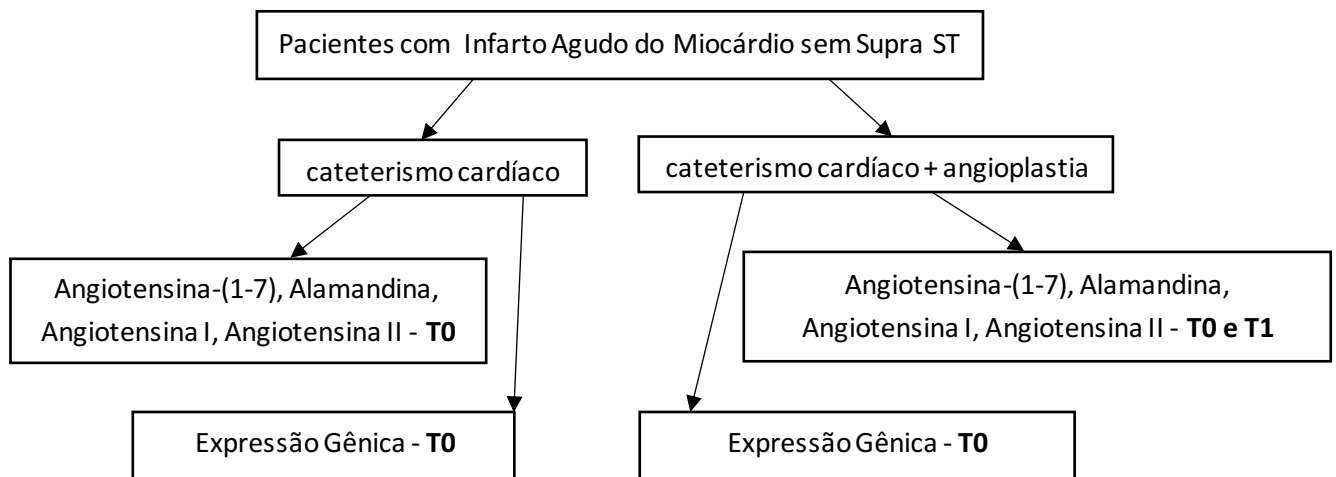 Pacientes com Infarto Agudo do Miocárdio sem Supra ST
cateterismo cardíaco
cateterismo cardíaco + angioplastia
Angiotensina-(1-7), Alamandina,
Angiotensina I, Angiotensina II - T0
Angiotensina-(1-7), Alamandina,
Angiotensina I, Angiotensina II - T0 e T1
Expressão Gênica - T0
Expressão Gênica - T0